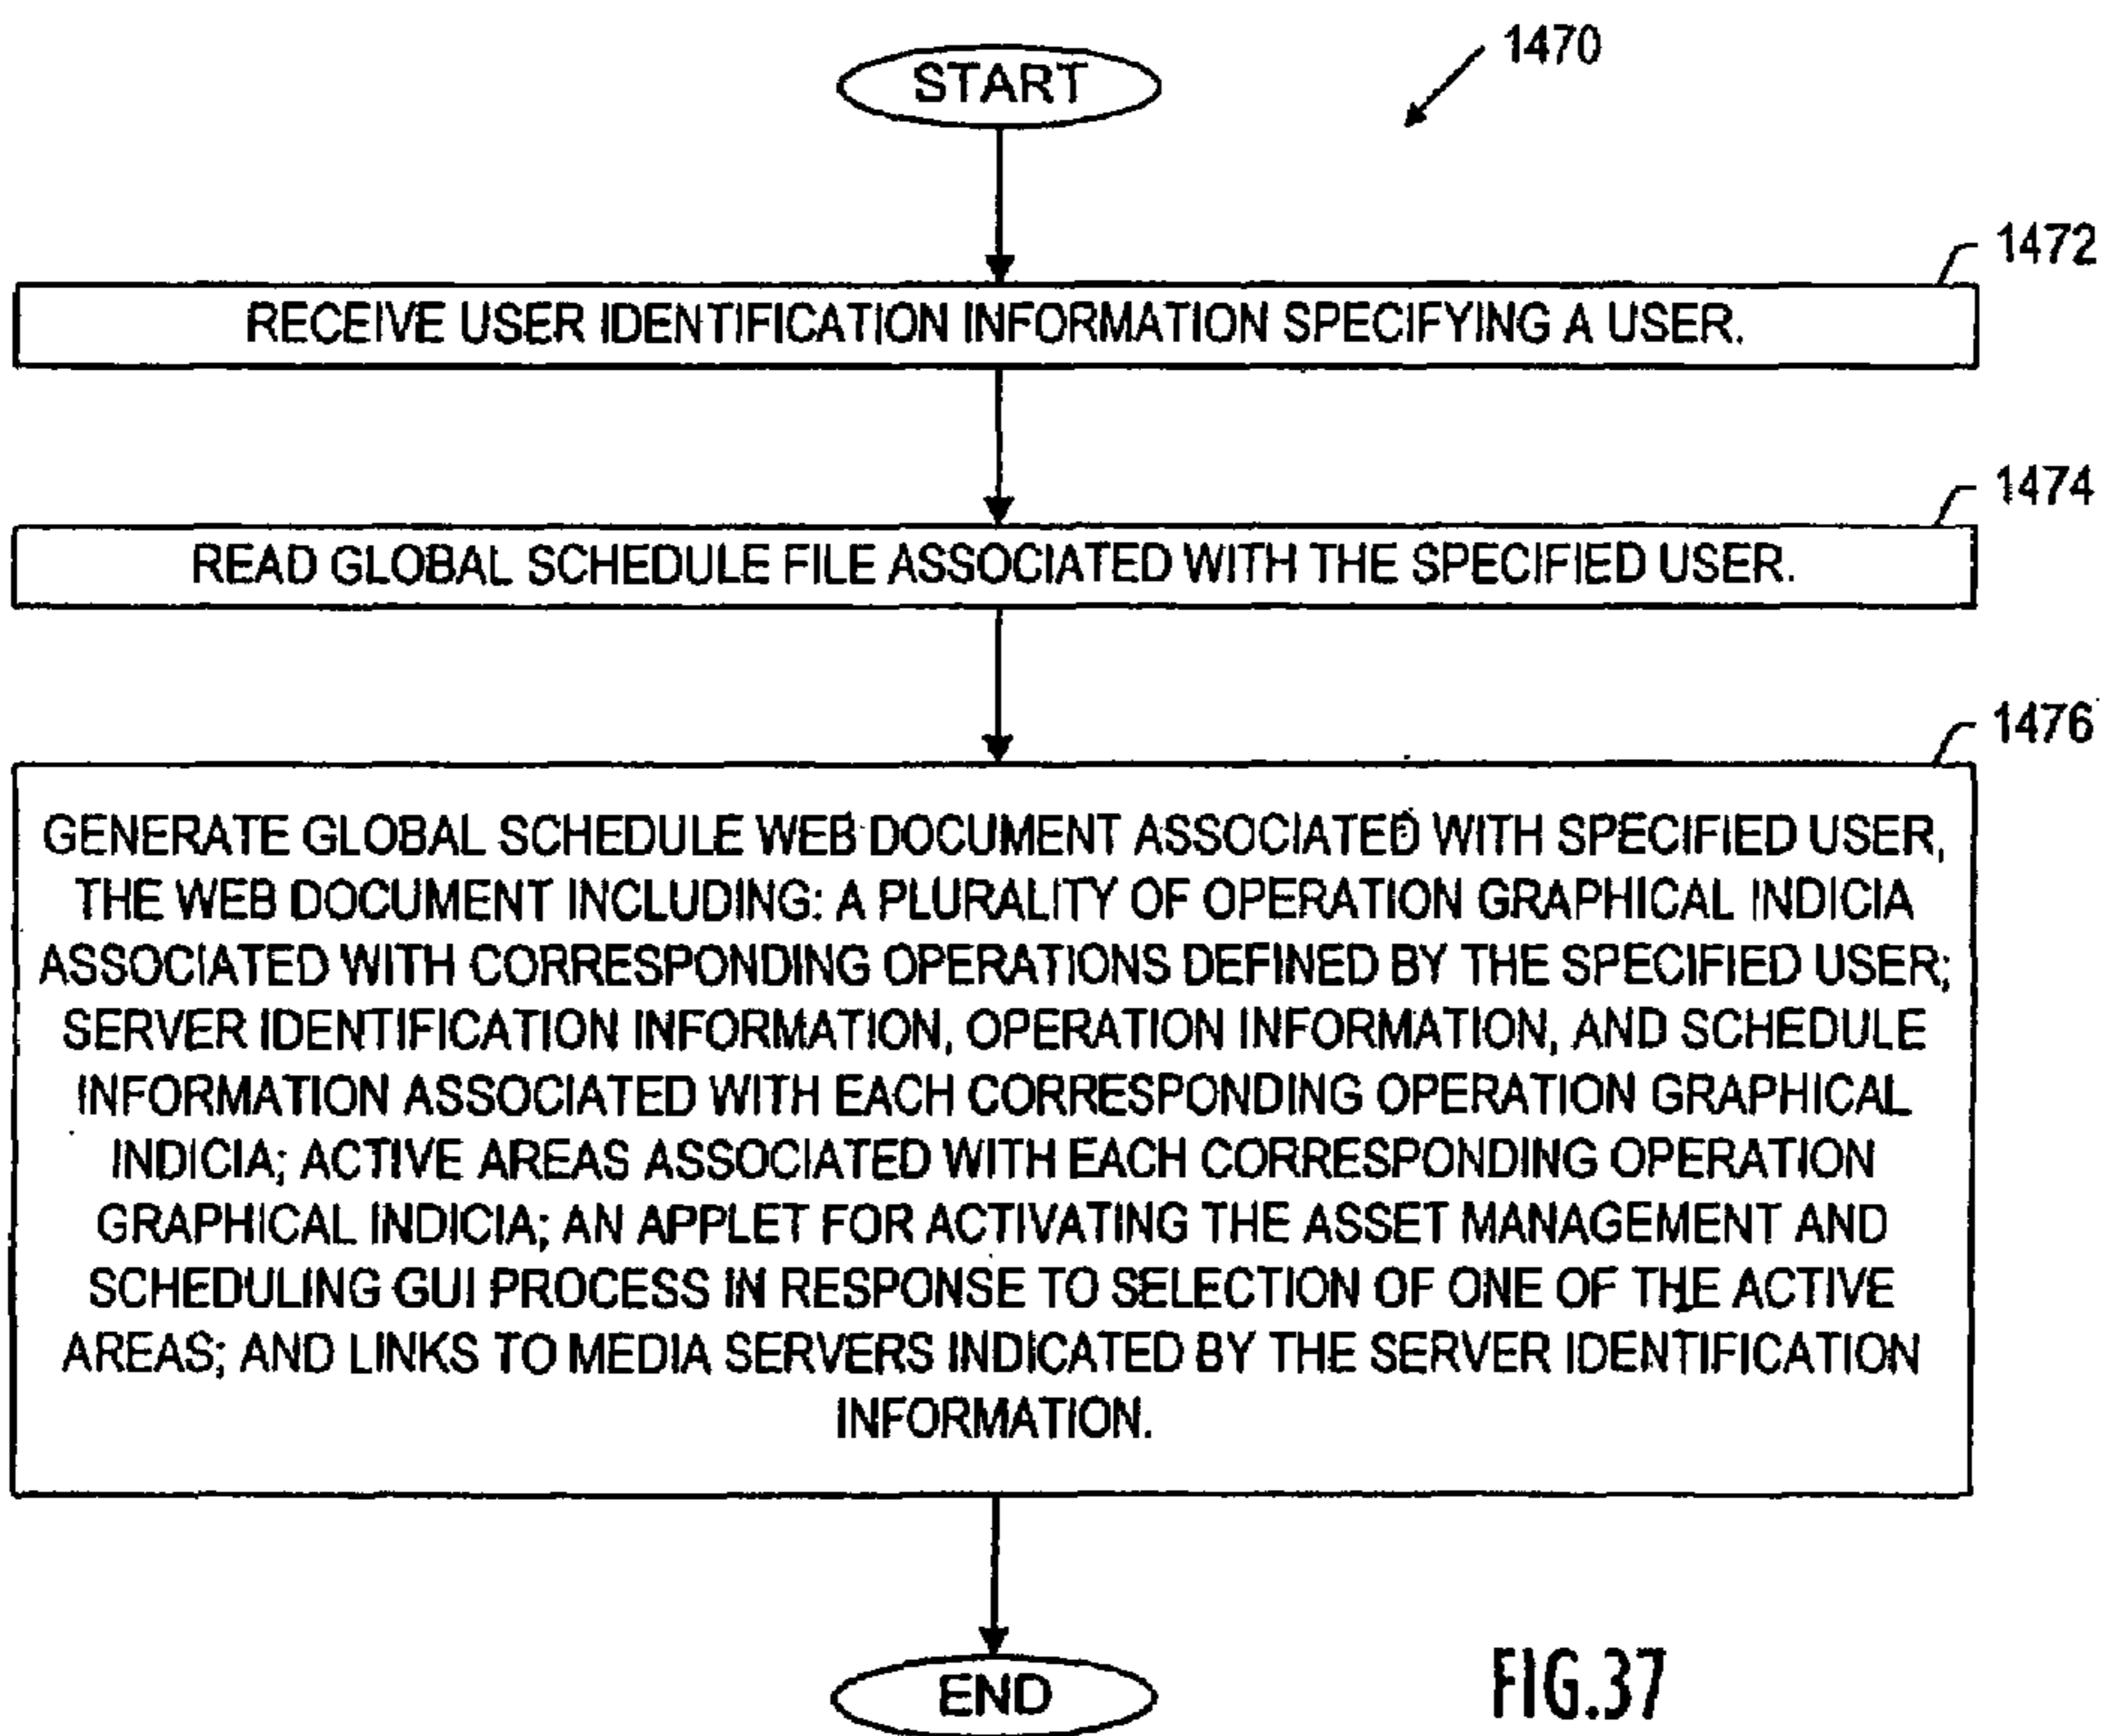 START
1470
1472
RECEIVE USER IDENTIFICATION INFORMATION SPECIFYING A USER.
1474
READ GLOBAL SCHEDULE FILE ASSOCIATED WITH THE SPECIFIED USER.
1476
GENERATE GLOBAL SCHEDULE WEB DOCUMENT ASSOCIATED WITH SPECIFIED USER,
THE WEB DOCUMENT INCLUDING: A PLURALITY OF OPERATION GRAPHICAL INDICIA
ASSOCIATED WITH CORRESPONDING OPERATIONS DEFINED BY THE SPECIFIED USER;
SERVER IDENTIFICATION INFORMATION, OPERATION INFORMATION, AND SCHEDULE
INFORMATION ASSOCIATED WITH EACH CORRESPONDING OPERATION GRAPHICAL
INDICIA; ACTIVE AREAS ASSOCIATED WITH EACH CORRESPONDING OPERATION
GRAPHICAL INDICIA; AN APPLET FOR ACTIVATING THE ASSET MANAGEMENT AND
SCHEDULING GUI PROCESS IN RESPONSE TO SELECTION OF ONE OF THE ACTIVE
AREAS; AND LINKS TO MEDIA SERVERS INDICATED BY THE SERVER IDENTIFICATION
INFORMATION.
END
FIG.37